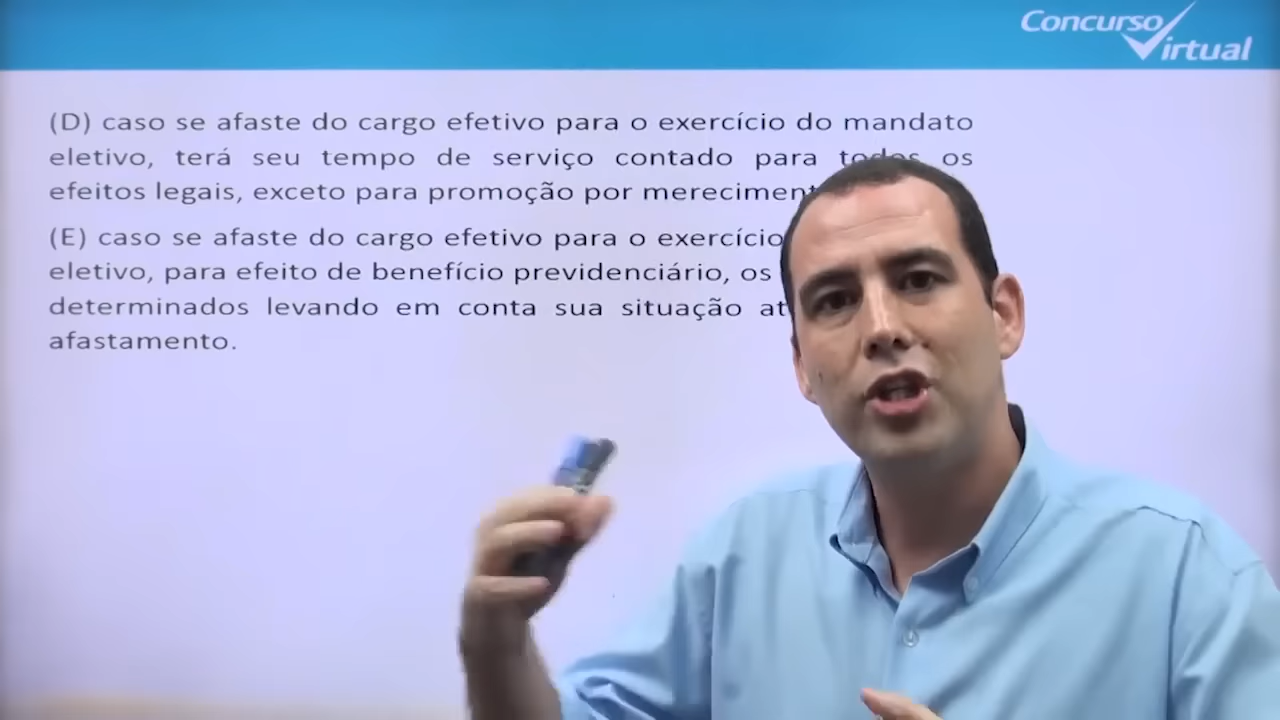 Concurso
Virtual
(D) caso se afaste do cargo efetivo para o exercício do mandato
eletivo, terá seu tempo de serviço contado para todos os
efeitos legais, exceto para promoção por
(E) caso se afaste do cargo efetivo para o exercício
eletivo, para efeito de benefício previdenciário, os
determinados levando em conta sua situação
afastamento.